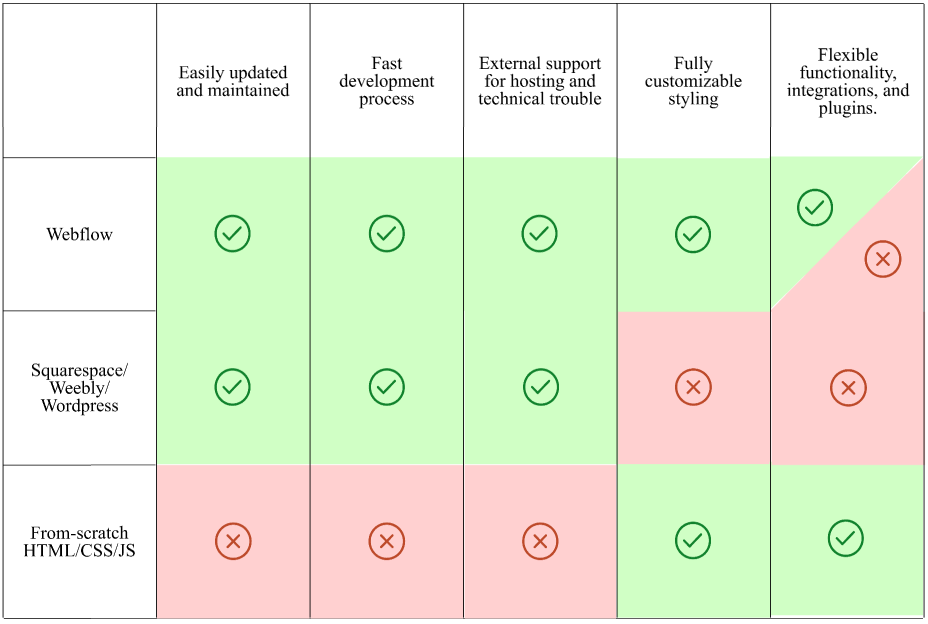 Easily updated
and maintained
Fast
development
process
External support
for hosting and
technical trouble
Fully
customizable
styling
Flexible
functionality,
integrations, and
plugins.
Webflow
Squarespace/
Weebly/
Wordpress
From-scratch
HTML/CSS/JS